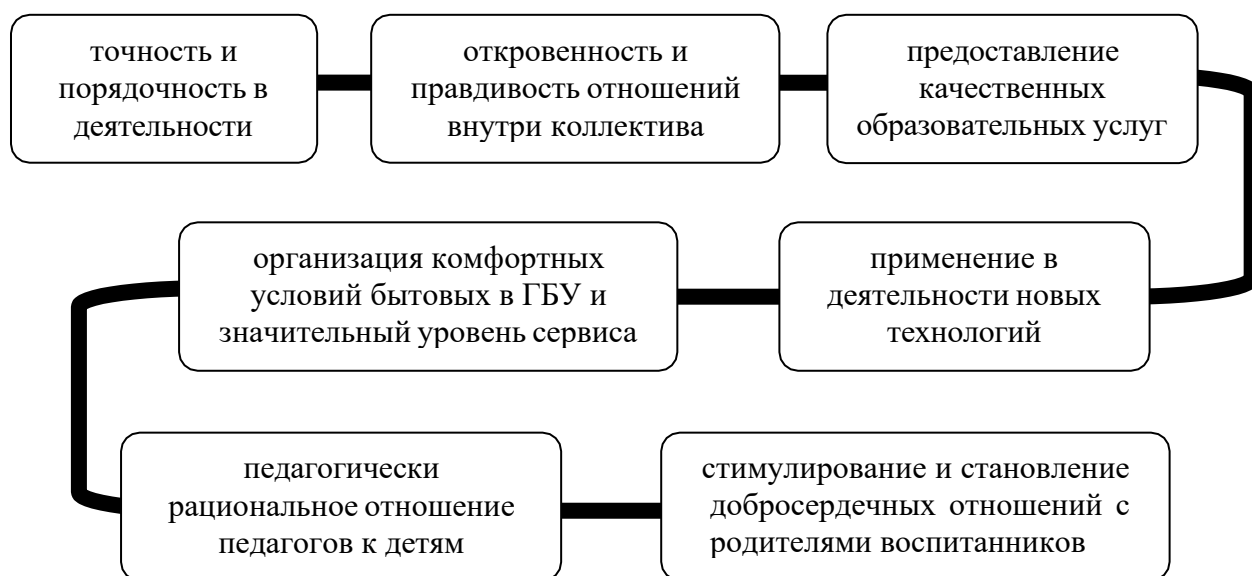 точность и
порядочность в
деятельности
откровенность и
правдивость отношений
внутри коллектива
предоставление
качественных
образовательных услуг
организация комфортных
условий бытовых в ГБУ и
значительный уровень сервиса
применение в
деятельности новых
технологий
педагогически
рациональное отношение
педагогов к детям
стимулирование и становление
добросердечных отношений с
родителями воспитанников